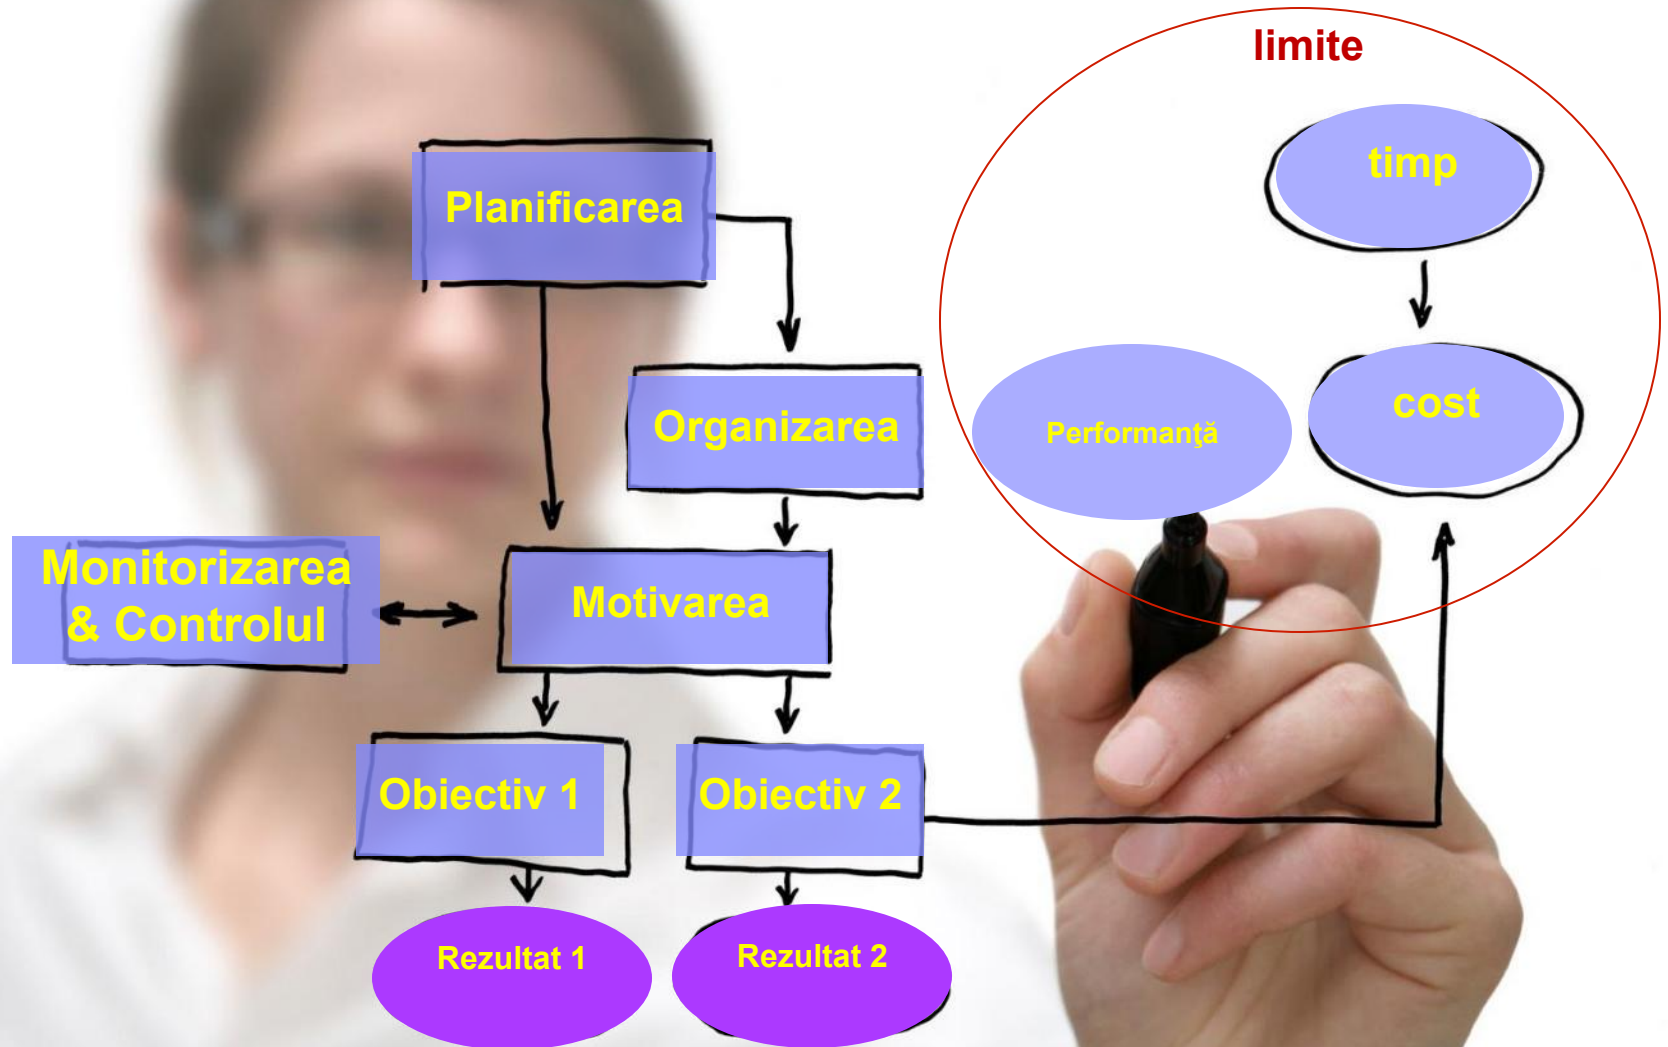 limite
timp
Planificarea
cost
Organizarea
Performanţă
Monitorizarea
& Controlul
Motivarea
Obiectiv 1
Obiectiv 2
Rezultat 1
Rezultat 2